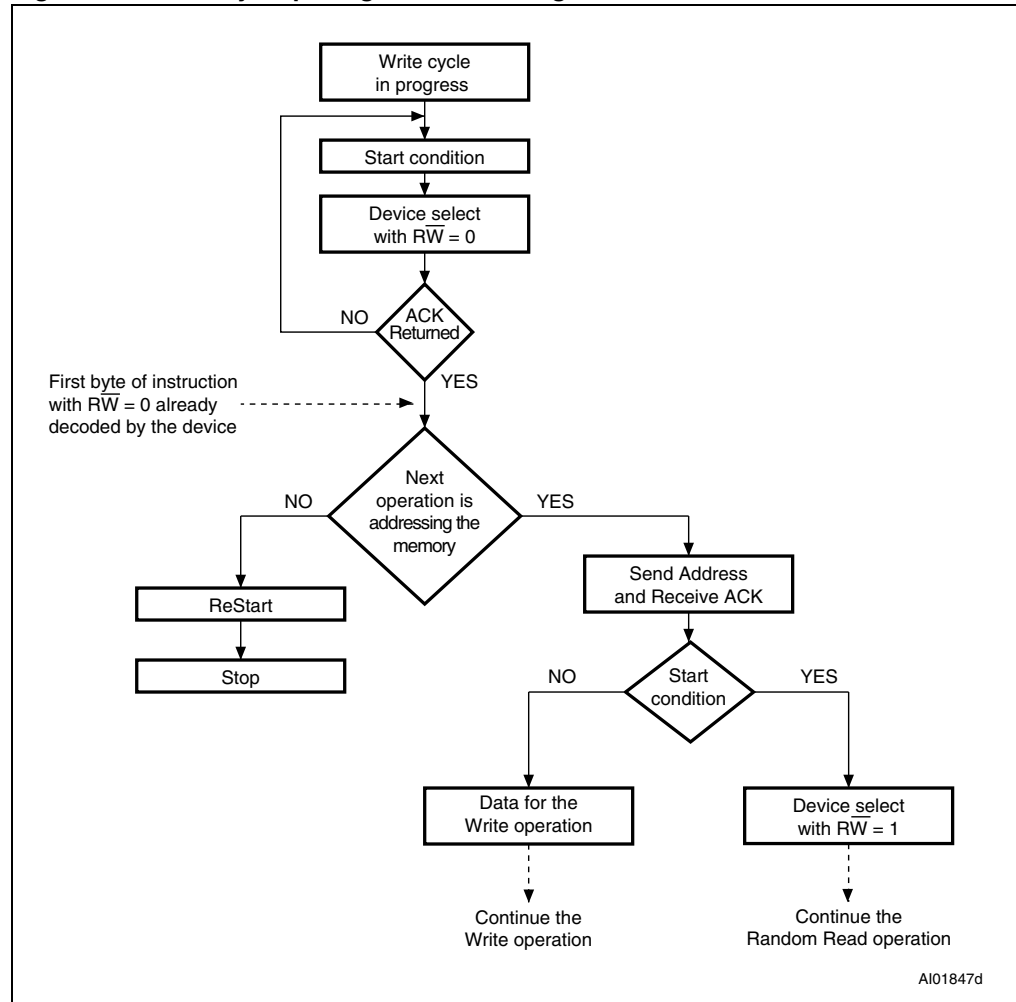 Write cycle
in progress
Start condition
Device select
with RW̅ = 0
ACK
Returned
NO
YES
First byte of instruction
with RW̅ = 0 already
decoded by the device
Next
operation is
addressing the
memory
NO
YES
ReStart
Stop
Send Address
and Receive ACK
Start
condition
NO
YES
Data for the
Write operation
Device select
with RW̅ = 1
Continue the
Write operation
Continue the
Random Read operation
AI01847d